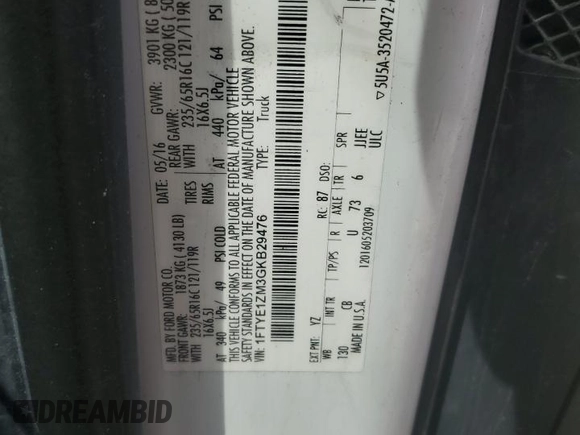 MFD. BY FORD MOTOR CO.
DATE: 05/16 GVWR: 3901 KG
FRONT GAWR: 1873 KG (4130 LB) REAR GAWR: 2300 KG
WITH 235/65R16C 121/119R TIRES WITH 235/65R16C 121/119R
16X6.5J RIMS 16X6.5J
AT 340 kPa/ 49 PSI COLD AT 440 kPa/ 64 PSI
THIS VEHICLE CONFORMS TO ALL APPLICABLE FEDERAL MOTOR VEHICLE
SAFETY STANDARDS IN EFFECT ON THE DATE OF MANUFACTURE SHOWN ABOVE.
VIN: 1FTYE1ZM3GKB29476 TYPE: Truck
EXT PNT: YZ RC: 87 DSO:
WB INT TR TP/PS R AXLE TR SPR
130 CB U 73 6 JJEE
MADE IN U.S.A. 1201605203709 ULC
▽5U5A-3520472-
DREAMBID